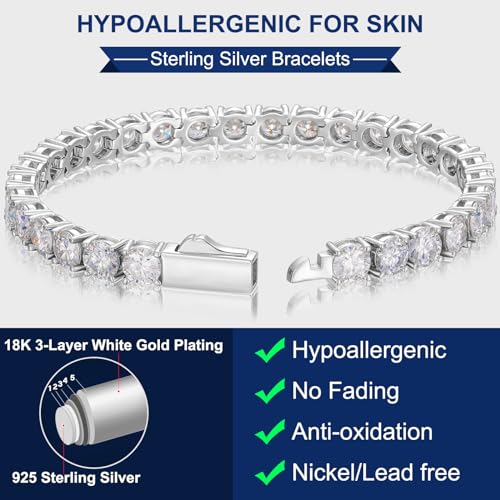 HYPOALLERGENIC FOR SKIN
Sterling Silver Bracelets
18K 3-Layer White Gold Plating
1 2 3 4 5
925 Sterling Silver
Hypoallergenic
No Fading
Anti-oxidation
Nickel/Lead free